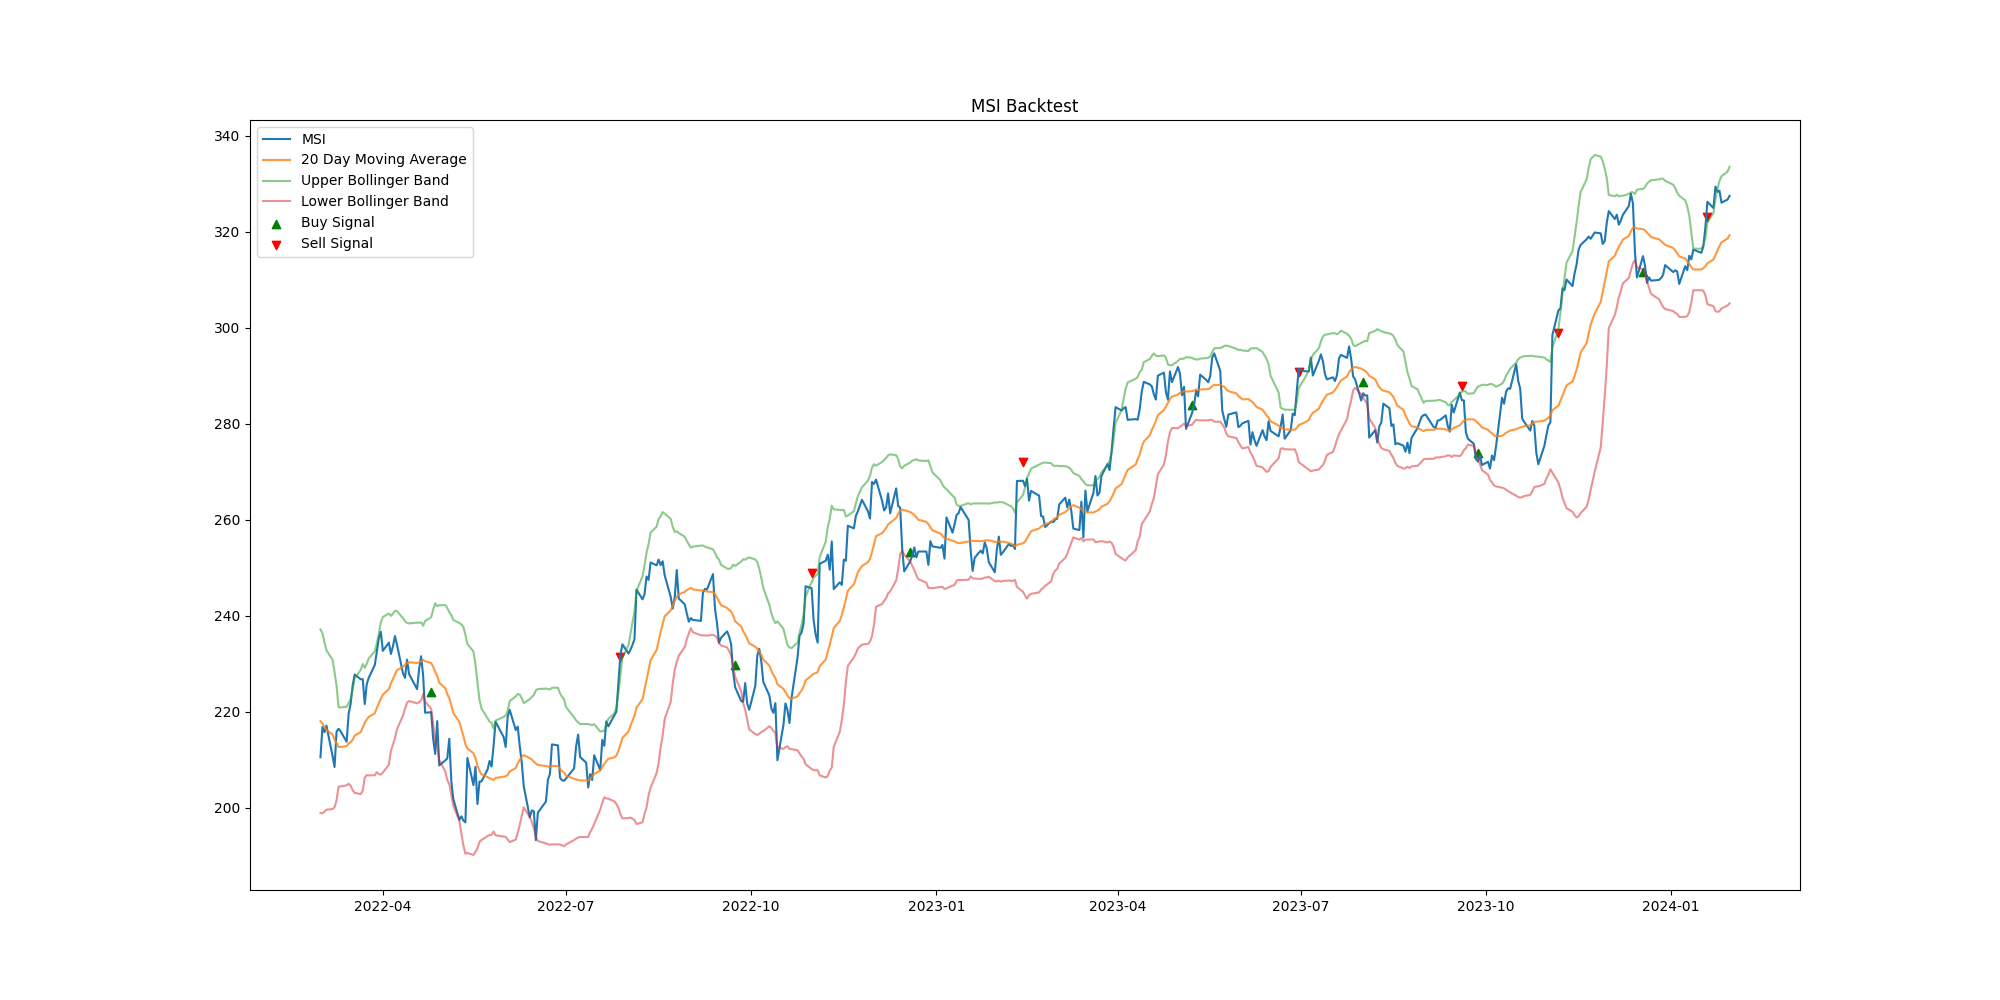 MSI Backtest
MSI
20 Day Moving Average
Upper Bollinger Band
Lower Bollinger Band
Buy Signal
Sell Signal
340
320
300
280
260
240
220
200
2022-04 2022-07 2022-10 2023-01 2023-04 2023-07 2023-10 2024-01